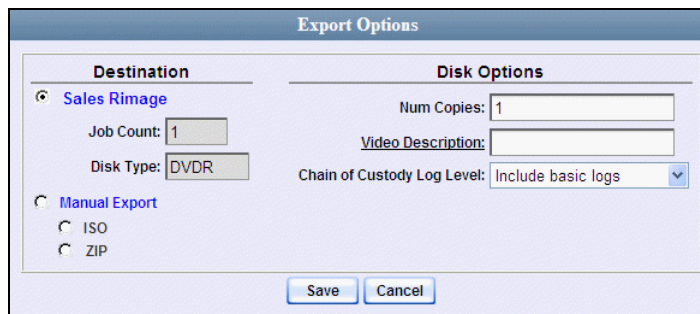 Export Options
Destination
Sales Rimage
Job Count: 1
Disk Type: DVDR
Manual Export
ISO
ZIP
Disk Options
Num Copies: 1
Video Description:
Chain of Custody Log Level: Include basic logs
Save Cancel